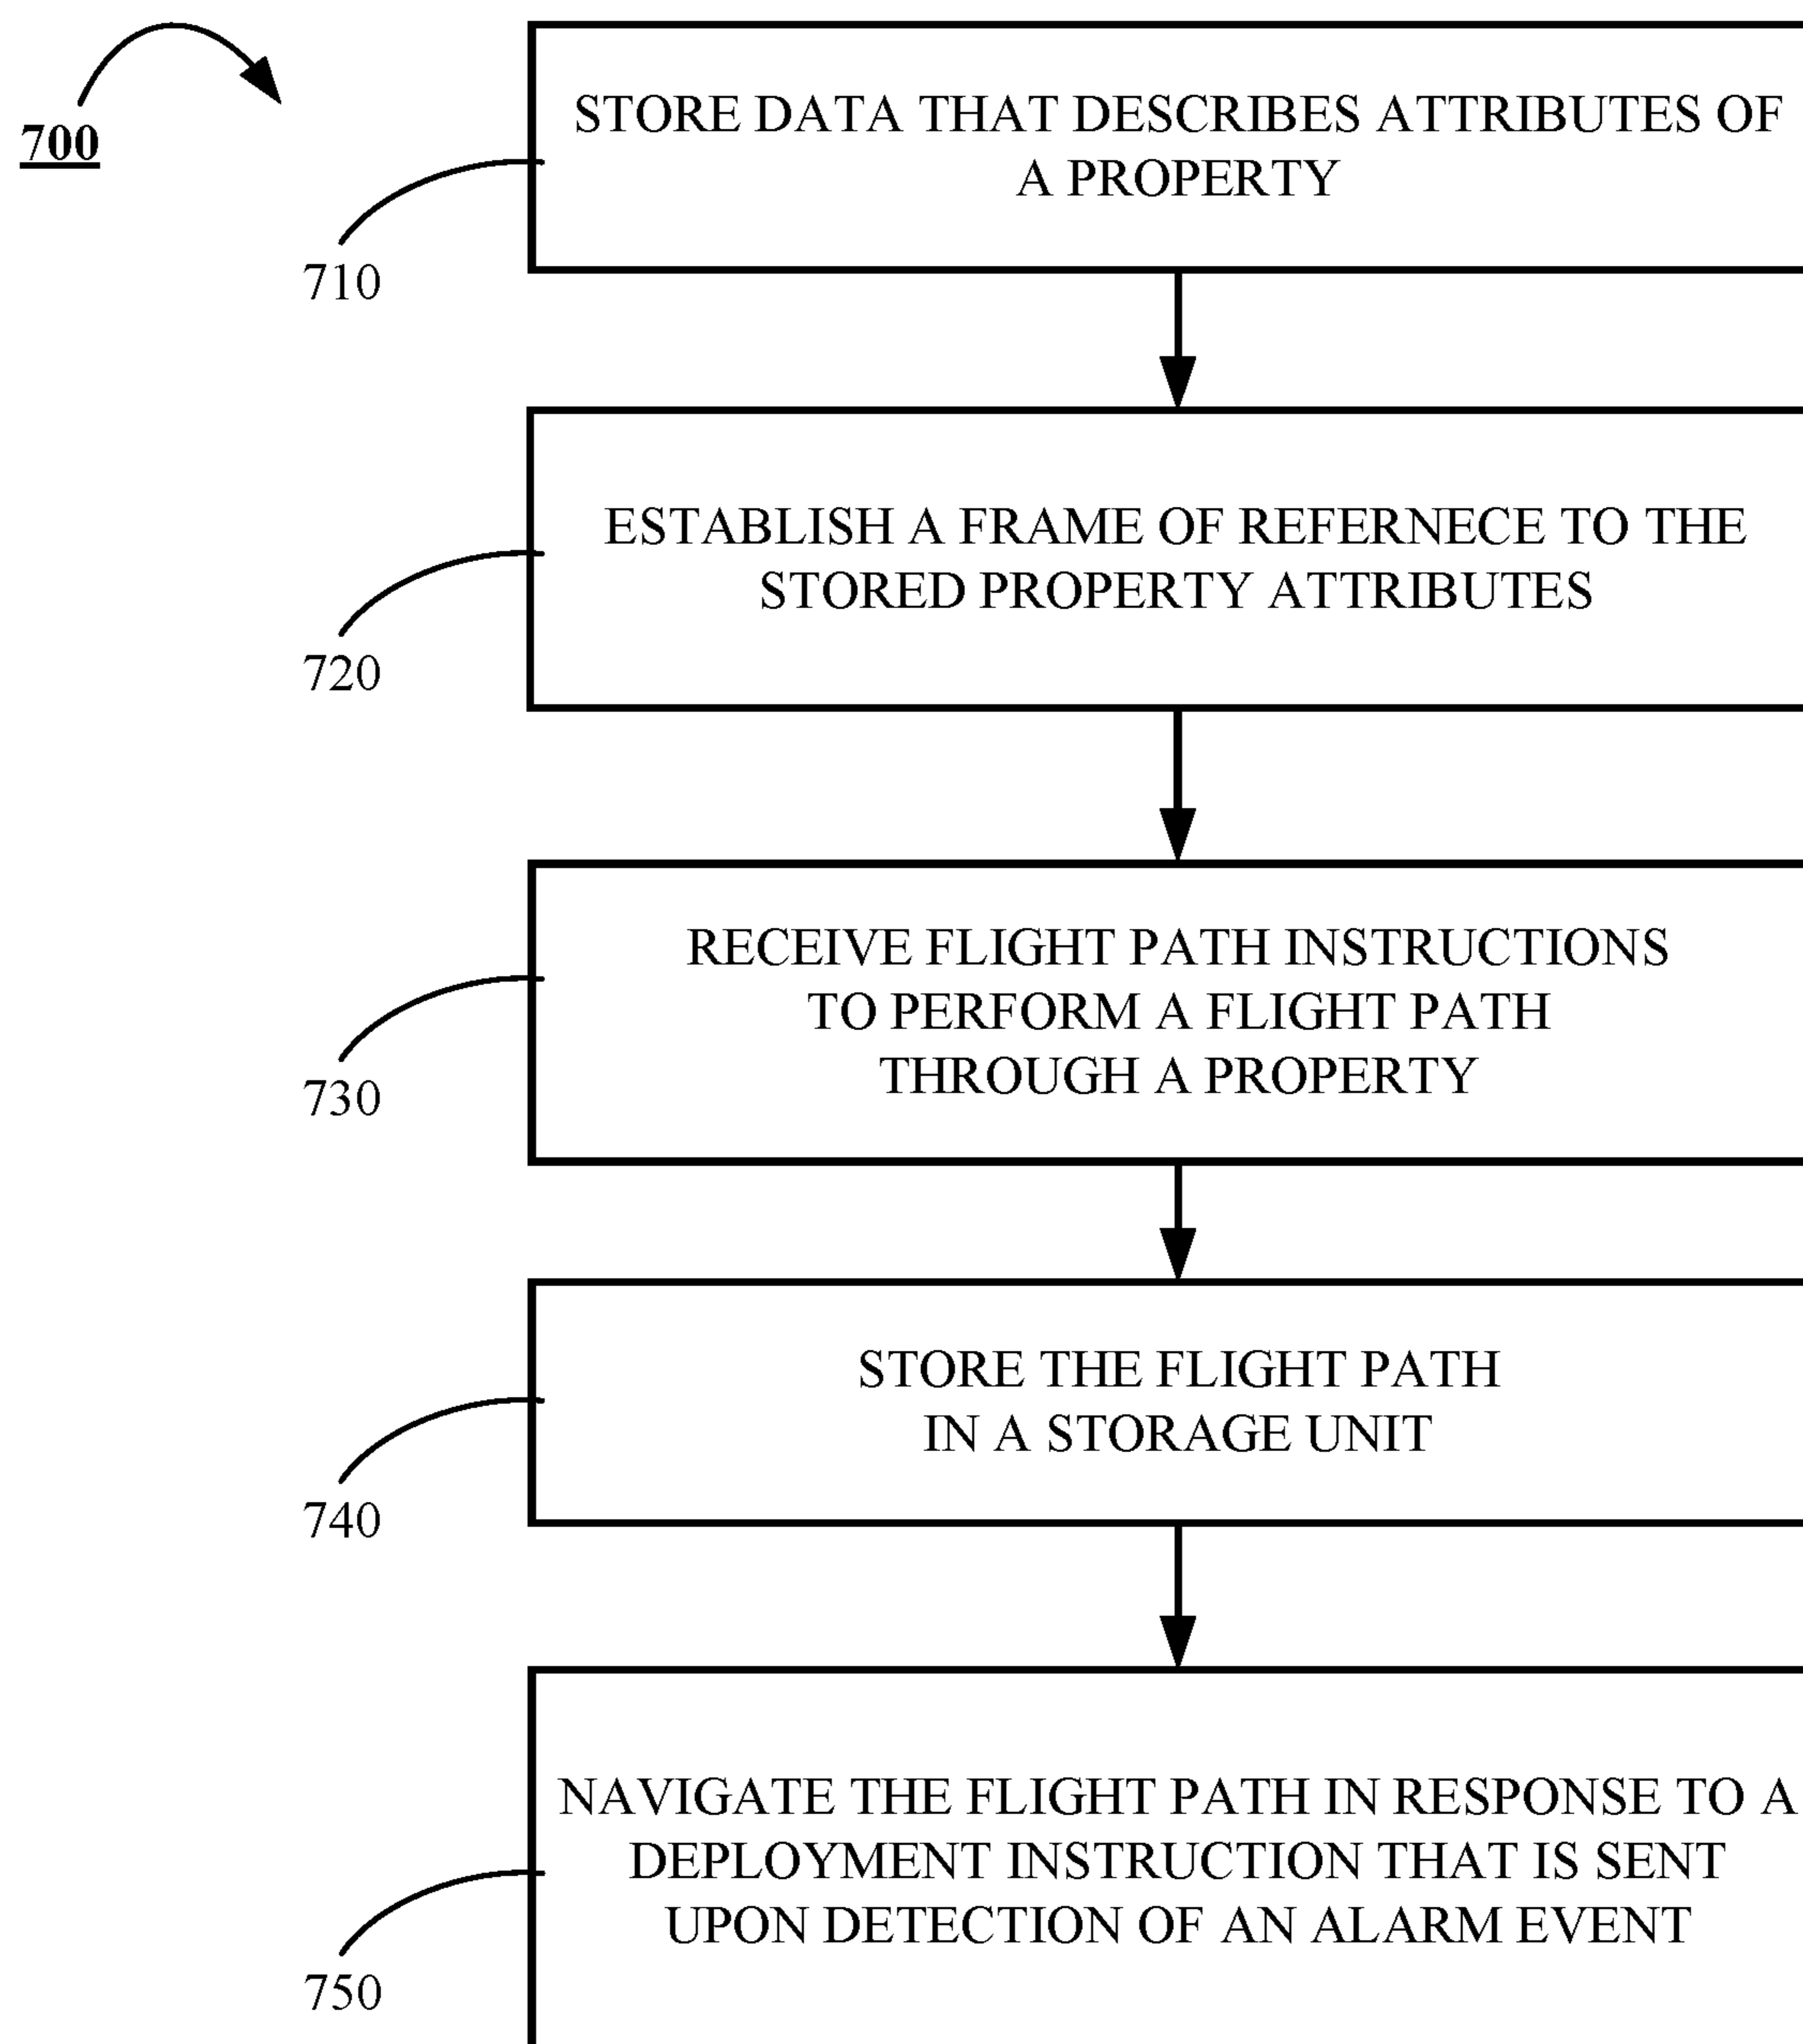 700
STORE DATA THAT DESCRIBES ATTRIBUTES OF
A PROPERTY
710
ESTABLISH A FRAME OF REFERNECE TO THE
STORED PROPERTY ATTRIBUTES
720
RECEIVE FLIGHT PATH INSTRUCTIONS
TO PERFORM A FLIGHT PATH
THROUGH A PROPERTY
730
STORE THE FLIGHT PATH
IN A STORAGE UNIT
740
NAVIGATE THE FLIGHT PATH IN RESPONSE TO A
DEPLOYMENT INSTRUCTION THAT IS SENT
UPON DETECTION OF AN ALARM EVENT
750